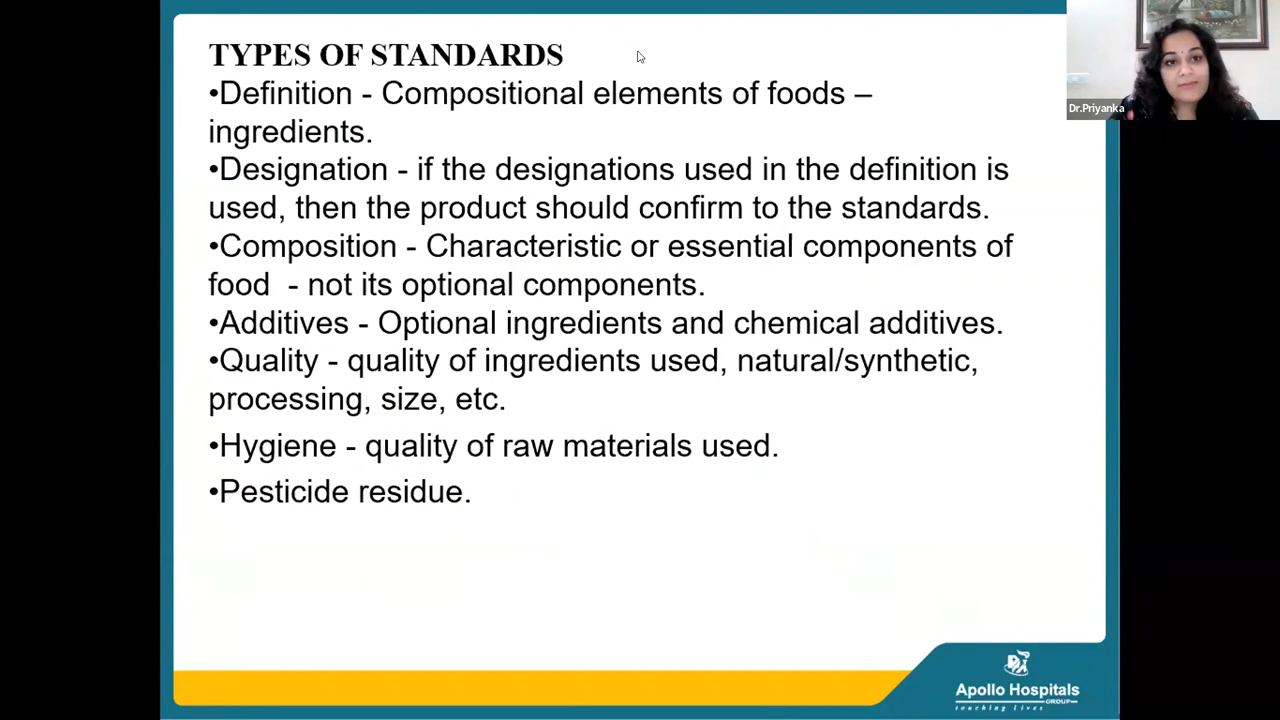 TYPES OF STANDARDS
•Definition - Compositional elements of foods –
ingredients.
•Designation - if the designations used in the definition is
used, then the product should confirm to the standards.
•Composition - Characteristic or essential components of
food  - not its optional components.
•Additives - Optional ingredients and chemical additives.
•Quality - quality of ingredients used, natural/synthetic,
processing, size, etc.
•Hygiene - quality of raw materials used.
•Pesticide residue.
Dr.Priyanka
Apollo Hospitals
GROUP
touching lives